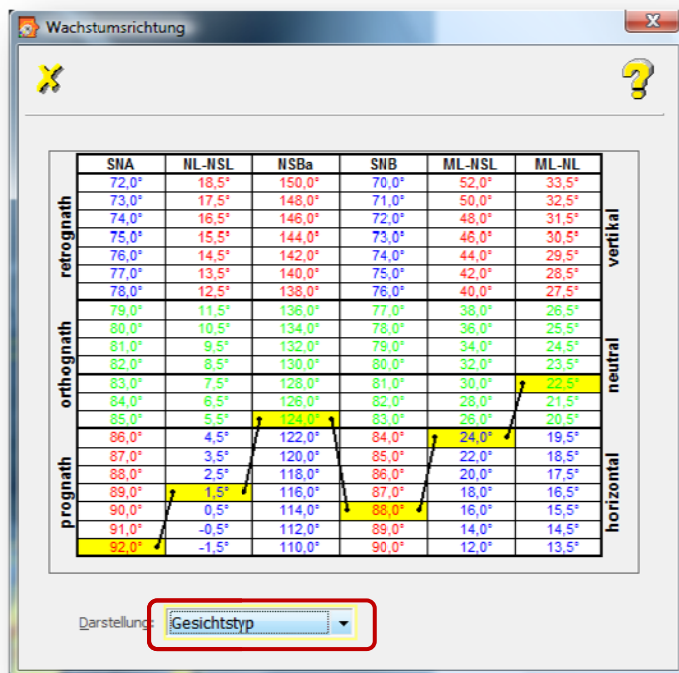 Wachstumsrichtung
SNA NL-NSL NSBa SNB ML-NSL ML-NL
72,0° 18,5° 150,0° 70,0° 52,0° 33,5°
73,0° 17,5° 148,0° 71,0° 50,0° 32,5°
74,0° 16,5° 146,0° 72,0° 48,0° 31,5°
75,0° 15,5° 144,0° 73,0° 46,0° 30,5°
76,0° 14,5° 142,0° 74,0° 44,0° 29,5°
77,0° 13,5° 140,0° 75,0° 42,0° 28,5°
78,0° 12,5° 138,0° 76,0° 40,0° 27,5°
79,0° 11,5° 136,0° 77,0° 38,0° 26,5°
80,0° 10,5° 134,0° 78,0° 36,0° 25,5°
81,0° 9,5° 132,0° 79,0° 34,0° 24,5°
82,0° 8,5° 130,0° 80,0° 32,0° 23,5°
83,0° 7,5° 128,0° 81,0° 30,0° 22,5°
84,0° 6,5° 126,0° 82,0° 28,0° 21,5°
85,0° 5,5° 124,0° 83,0° 26,0° 20,5°
86,0° 4,5° 122,0° 84,0° 24,0° 19,5°
87,0° 3,5° 120,0° 85,0° 22,0° 18,5°
88,0° 2,5° 118,0° 86,0° 20,0° 17,5°
89,0° 1,5° 116,0° 87,0° 18,0° 16,5°
90,0° 0,5° 114,0° 88,0° 16,0° 15,5°
91,0° -0,5° 112,0° 89,0° 14,0° 14,5°
92,0° -1,5° 110,0° 90,0° 12,0° 13,5°
retrognath
orthognath
prognath
vertikal
neutral
horizontal
Darstellung: Gesichtstyp